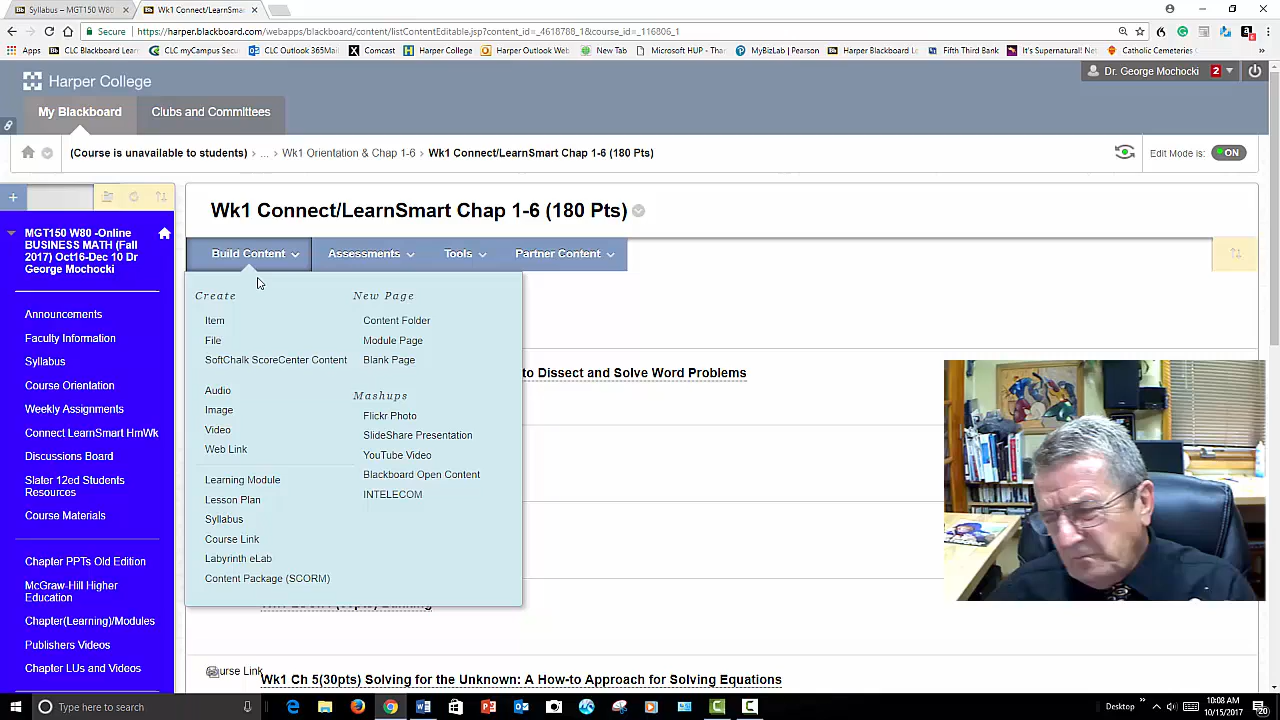 Syllabus – MGT150 W80
Wk1 Connect/LearnSmart
Secure
https://harper.blackboard.com/webapps/blackboard/content/listContentEditable.jsp?content_id=_4618788_1&course_id=_116806_1
Apps
CLC Blackboard Lear
CLC myCampus Secu
CLC Outlook 365Mail
Comcast
Harper College
Harper Outlook Web
New Tab
Microsoft HUP - Tha
MyBizLab | Pearson
Harper Blackboard
Fifth Third Bank
It's Supernatural! Ne
Catholic Cemeteries
Harper College
Dr. George Mochocki 2
My Blackboard
Clubs and Committees
(Course is unavailable to students) > ... > Wk1 Orientation & Chap 1-6 > Wk1 Connect/LearnSmart Chap 1-6 (180 Pts)
Edit Mode is: ON
MGT150 W80 -Online
BUSINESS MATH (Fall
2017) Oct16-Dec 10 Dr
George Mochocki
Announcements
Faculty Information
Syllabus
Course Orientation
Weekly Assignments
Connect LearnSmart HmWk
Discussions Board
Slater 12ed Students
Resources
Course Materials
Chapter PPTs Old Edition
McGraw-Hill Higher
Education
Chapter(Learning)/Modules
Publishers Videos
Chapter LUs and Videos
Wk1 Connect/LearnSmart Chap 1-6 (180 Pts)
Build Content
Assessments
Tools
Partner Content
Create
Item
File
SoftChalk ScoreCenter Content
Audio
Image
Video
Web Link
Learning Module
Lesson Plan
Syllabus
Course Link
Labyrinth eLab
Content Package (SCORM)
New Page
Content Folder
Module Page
Blank Page
Mashups
Flickr Photo
SlideShare Presentation
YouTube Video
Blackboard Open Content
INTELECOM
to Dissect and Solve Word Problems
Course Link
Wk1 Ch 5(30pts) Solving for the Unknown: A How-to Approach for Solving Equations
Type here to search
Desktop
10:08 AM
10/15/2017
20